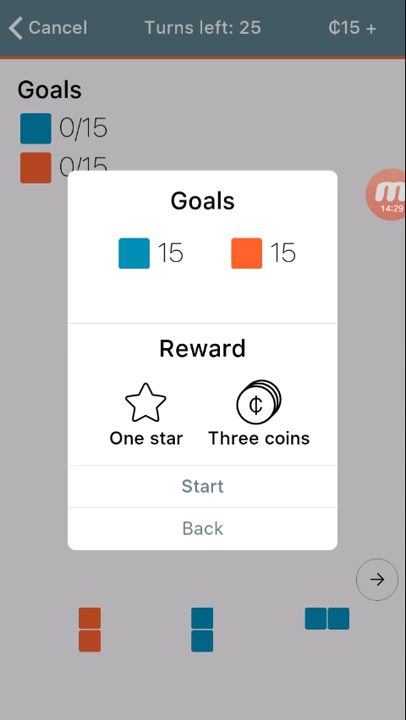 Cancel
Turns left: 25
₵15 +
Goals
0/15
0/15
14:29
Goals
15
15
Reward
₵
One star
Three coins
Start
Back